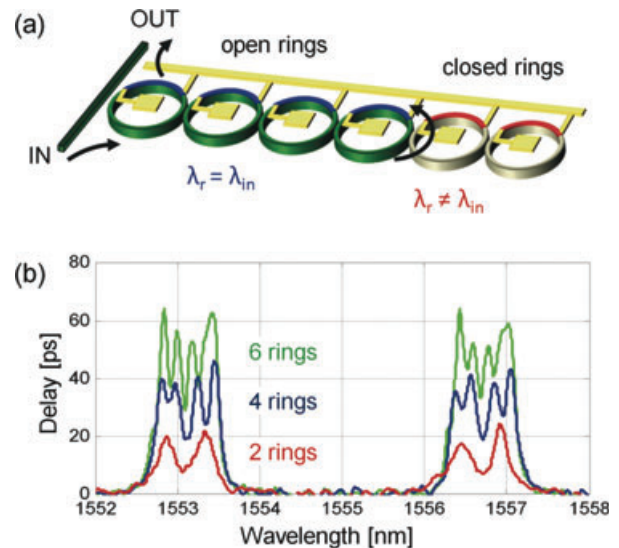 (a)
OUT
open rings
closed rings
IN
λr = λin
λr ≠ λin
(b)
80
60
40
20
0
Delay [ps]
6 rings
4 rings
2 rings
1552 1553 1554 1555 1556 1557 1558
Wavelength [nm]